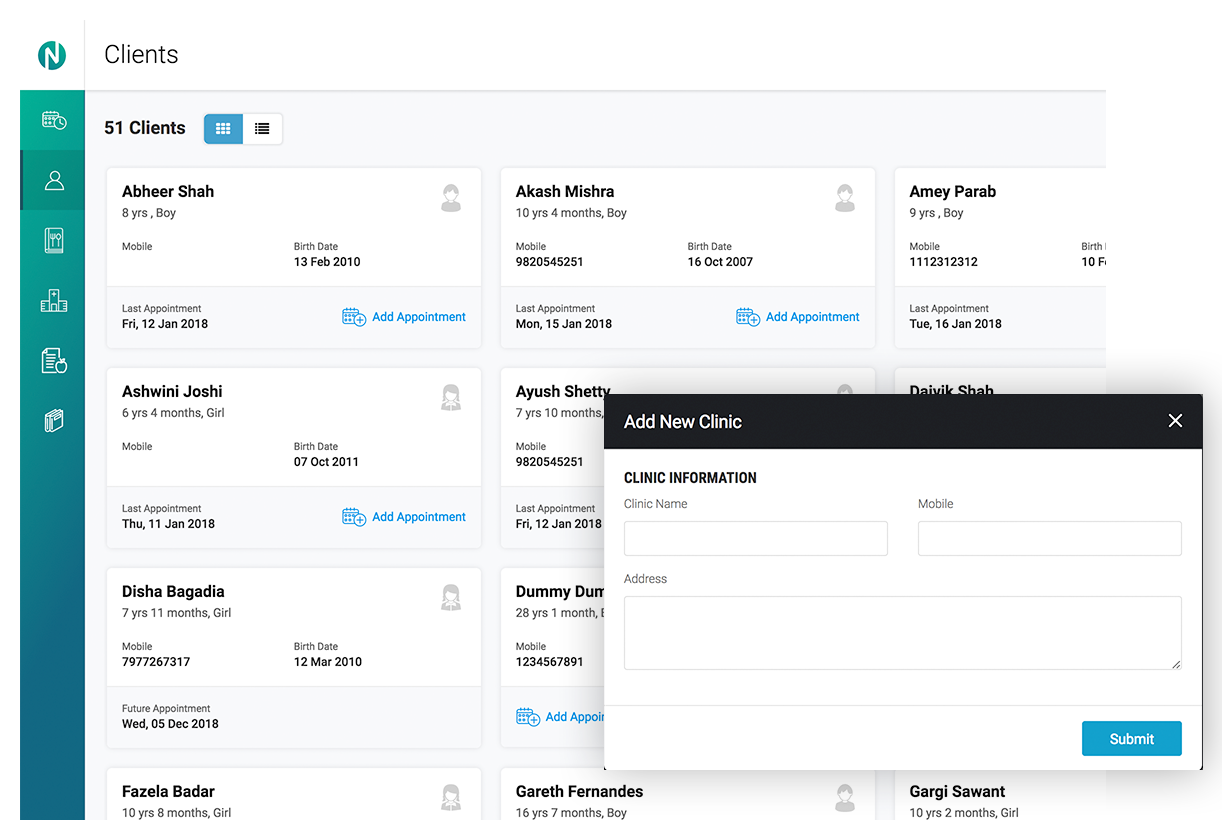 Clients
51 Clients
Abheer Shah
8 yrs , Boy
Mobile
Birth Date
13 Feb 2010
Last Appointment
Fri, 12 Jan 2018
Add Appointment
Akash Mishra
10 yrs 4 months, Boy
Mobile
9820545251
Birth Date
16 Oct 2007
Last Appointment
Mon, 15 Jan 2018
Add Appointment
Amey Parab
9 yrs , Boy
Mobile
1112312312
Birth
10
Last Appointment
Tue, 16 Jan 2018
Ashwini Joshi
6 yrs 4 months, Girl
Mobile
Birth Date
07 Oct 2011
Last Appointment
Thu, 11 Jan 2018
Add Appointment
Ayush Shetty
7 yrs 10 months,
Mobile
9820545251
Last Appointment
Fri, 12 Jan 2018
Daivik Shah
Disha Bagadia
7 yrs 11 months, Girl
Mobile
7977267317
Birth Date
12 Mar 2010
Future Appointment
Wed, 05 Dec 2018
Dummy Dum
28 yrs 1 month,
Mobile
1234567891
Add Appoi
Fazela Badar
10 yrs 8 months, Girl
Gareth Fernandes
16 yrs 7 months, Boy
Gargi Sawant
10 yrs 2 months, Girl
Add New Clinic
CLINIC INFORMATION
Clinic Name
Mobile
Address
Submit